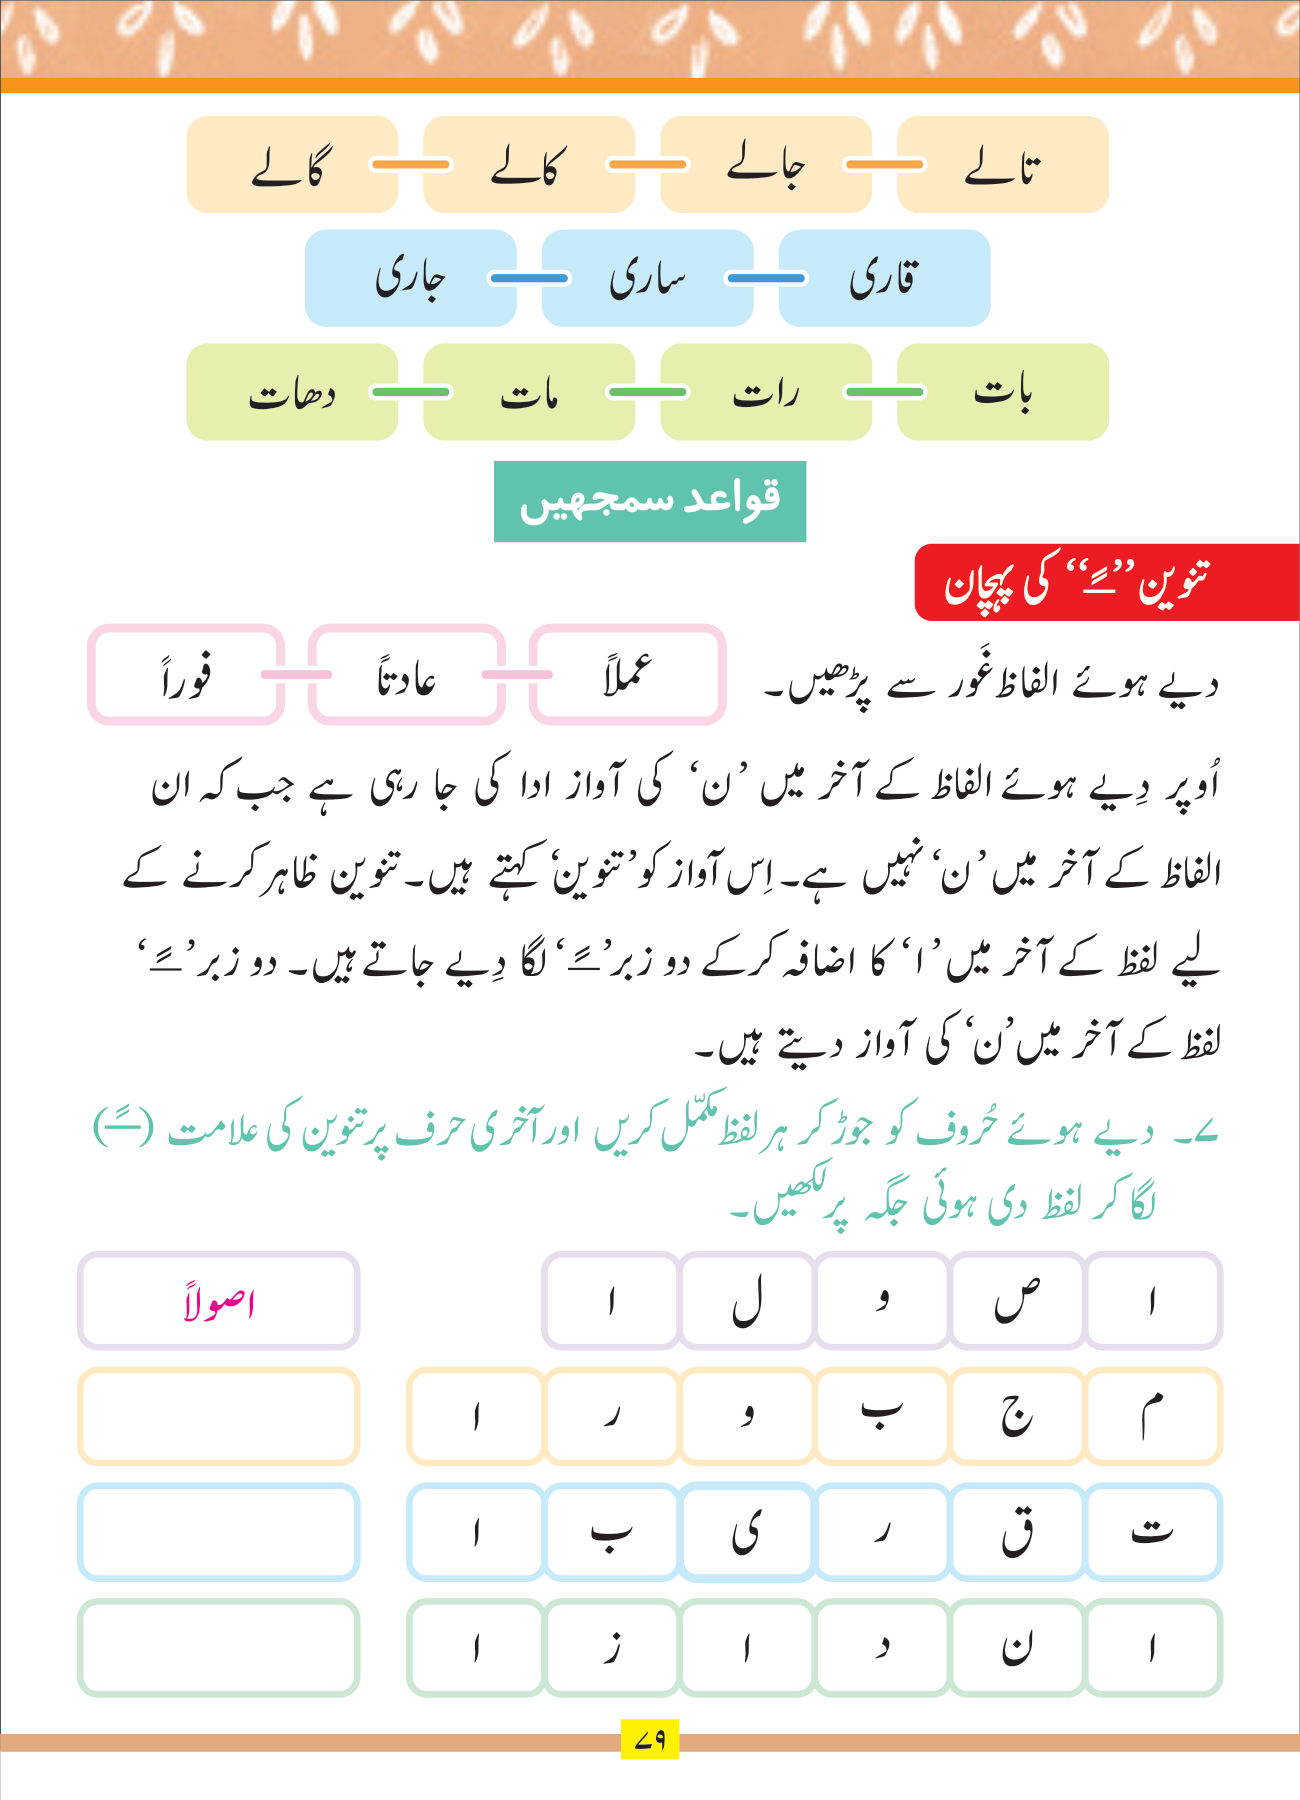 تالے جالے کالے گالے
قاری ساری جاری
بات رات مات دھات
قواعد سمجھیں
تنوین ”ـًـ“ کی پہچان
دیے ہوئے الفاظ غَور سے پڑھیں۔ عملاً عادتاً فوراً
اُوپر دِیے ہوئے الفاظ کے آخر میں ’ن‘ کی آواز ادا کی جا رہی ہے جب کہ ان
الفاظ کے آخر میں ’ن‘ نہیں ہے۔ اِس آواز کو ’تنوین‘ کہتے ہیں۔ تنوین ظاہر کرنے کے
لیے لفظ کے آخر میں ’ا‘ کا اضافہ کرکے دو زبر ’ـًـ‘ لگا دِیے جاتے ہیں۔ دو زبر ’ـًـ‘
لفظ کے آخر میں ’ن‘ کی آواز دیتے ہیں۔
۷۔ دیے ہوئے حُروف کو جوڑ کر ہر لفظ مکمّل کریں اور آخری حرف پر تنوین کی علامت (ـًـ)
لگا کر لفظ دی ہوئی جگہ پر لکھیں۔
ا ص و ل ا اصولاً
م ج ب و ر ا
ت ق ر ی ب ا
ا ن د ا ز ا
۷۹